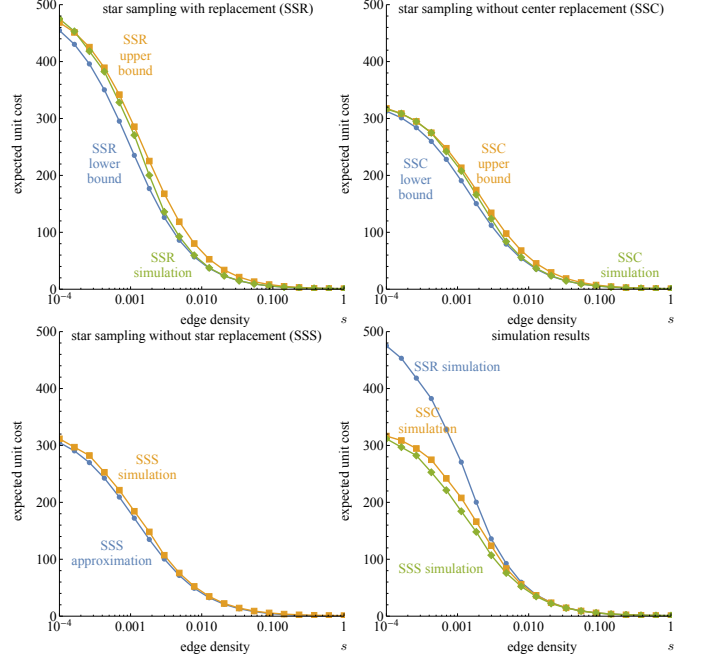 star sampling with replacement (SSR)
500
400
300
200
100
0
expected unit cost
SSR
upper
bound
SSR
lower
bound
SSR
simulation
10⁻⁴
0.001
0.010
0.100
1
edge density
s
star sampling without center replacement (SSC)
500
400
300
200
100
0
expected unit cost
SSC
upper
bound
SSC
lower
bound
SSC
simulation
10⁻⁴
0.001
0.010
0.100
1
edge density
s
star sampling without star replacement (SSS)
500
400
300
200
100
0
expected unit cost
SSS
simulation
SSS
approximation
10⁻⁴
0.001
0.010
0.100
1
edge density
s
simulation results
500
400
300
200
100
0
expected unit cost
SSR simulation
SSC
simulation
SSS simulation
10⁻⁴
0.001
0.010
0.100
1
edge density
s